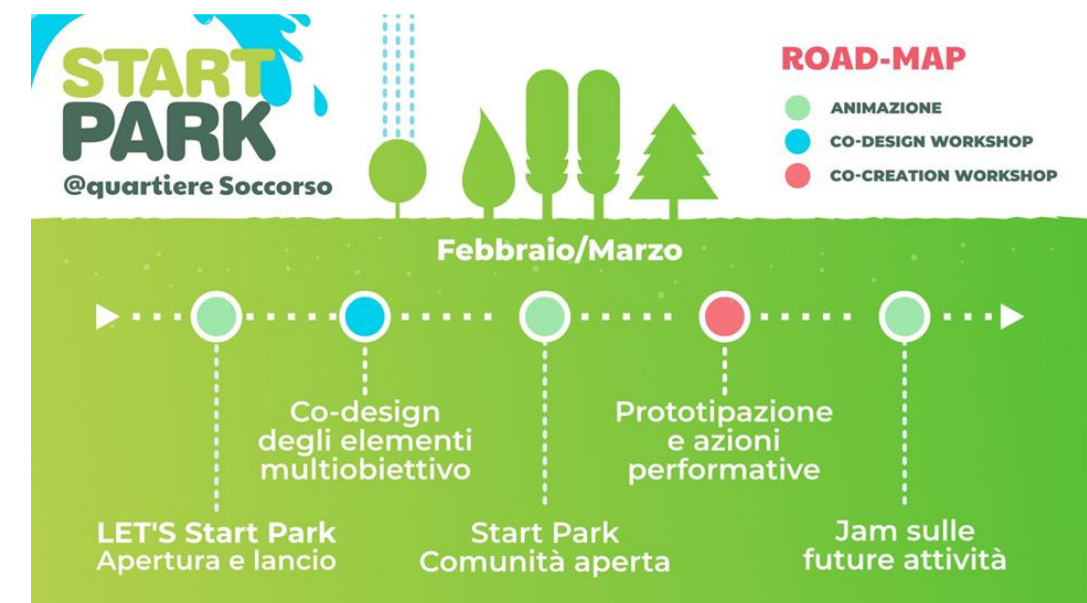 START
PARK
@quartiere Soccorso
ROAD-MAP
ANIMAZIONE
CO-DESIGN WORKSHOP
CO-CREATION WORKSHOP
Febbraio/Marzo
Co-design
degli elementi
multiobiettivo
Prototipazione
e azioni
performative
LET'S Start Park
Apertura e lancio
Start Park
Comunità aperta
Jam sulle
future attività